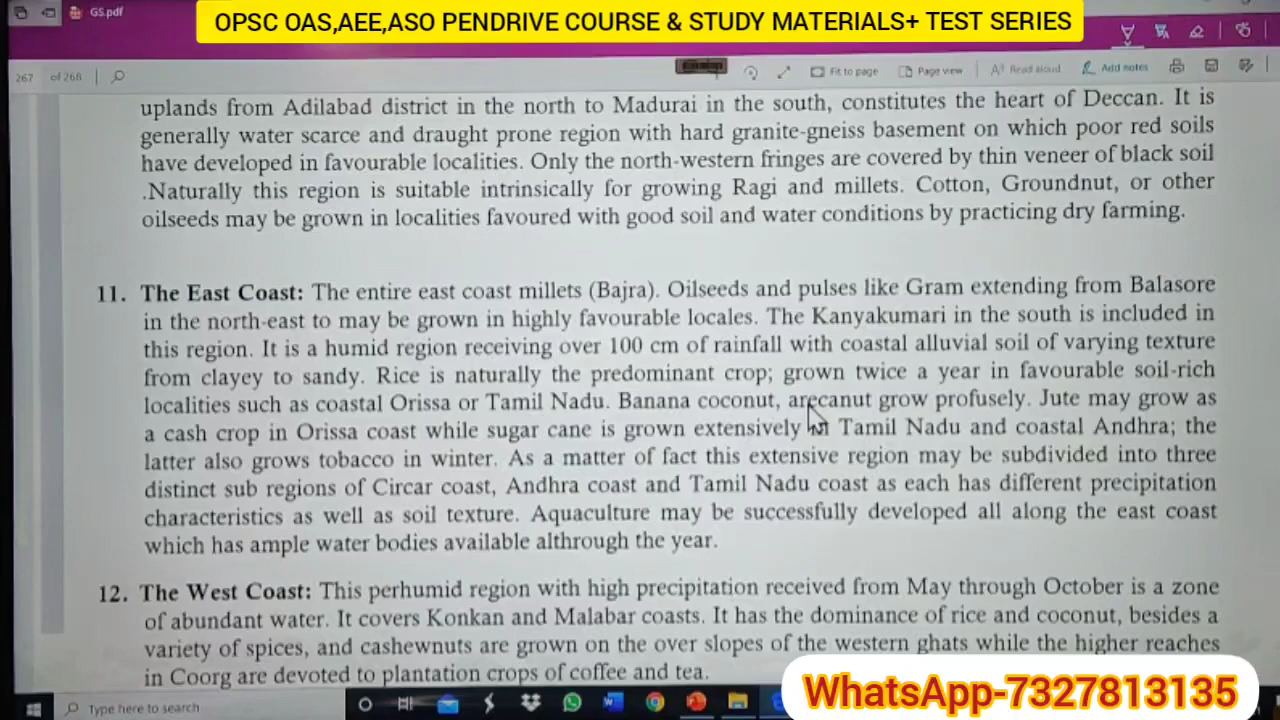 GS.pdf
OPSC OAS,AEE,ASO PENDRIVE COURSE & STUDY MATERIALS+ TEST SERIES
267 of 268 Fit to page Page view Read aloud Add notes
uplands from Adilabad district in the north to Madurai in the south, constitutes the heart of Deccan. It is
generally water scarce and draught prone region with hard granite-gneiss basement on which poor red soils
have developed in favourable localities. Only the north-western fringes are covered by thin veneer of black soil
.Naturally this region is suitable intrinsically for growing Ragi and millets. Cotton, Groundnut, or other
oilseeds may be grown in localities favoured with good soil and water conditions by practicing dry farming.
11. The East Coast: The entire east coast millets (Bajra). Oilseeds and pulses like Gram extending from Balasore
in the north-east to may be grown in highly favourable locales. The Kanyakumari in the south is included in
this region. It is a humid region receiving over 100 cm of rainfall with coastal alluvial soil of varying texture
from clayey to sandy. Rice is naturally the predominant crop; grown twice a year in favourable soil-rich
localities such as coastal Orissa or Tamil Nadu. Banana coconut, arecanut grow profusely. Jute may grow as
a cash crop in Orissa coast while sugar cane is grown extensively in Tamil Nadu and coastal Andhra; the
latter also grows tobacco in winter. As a matter of fact this extensive region may be subdivided into three
distinct sub regions of Circar coast, Andhra coast and Tamil Nadu coast as each has different precipitation
characteristics as well as soil texture. Aquaculture may be successfully developed all along the east coast
which has ample water bodies available althrough the year.
12. The West Coast: This perhumid region with high precipitation received from May through October is a zone
of abundant water. It covers Konkan and Malabar coasts. It has the dominance of rice and coconut, besides a
variety of spices, and cashewnuts are grown on the over slopes of the western ghats while the higher reaches
in Coorg are devoted to plantation crops of coffee and tea.
WhatsApp-7327813135
Type here to search